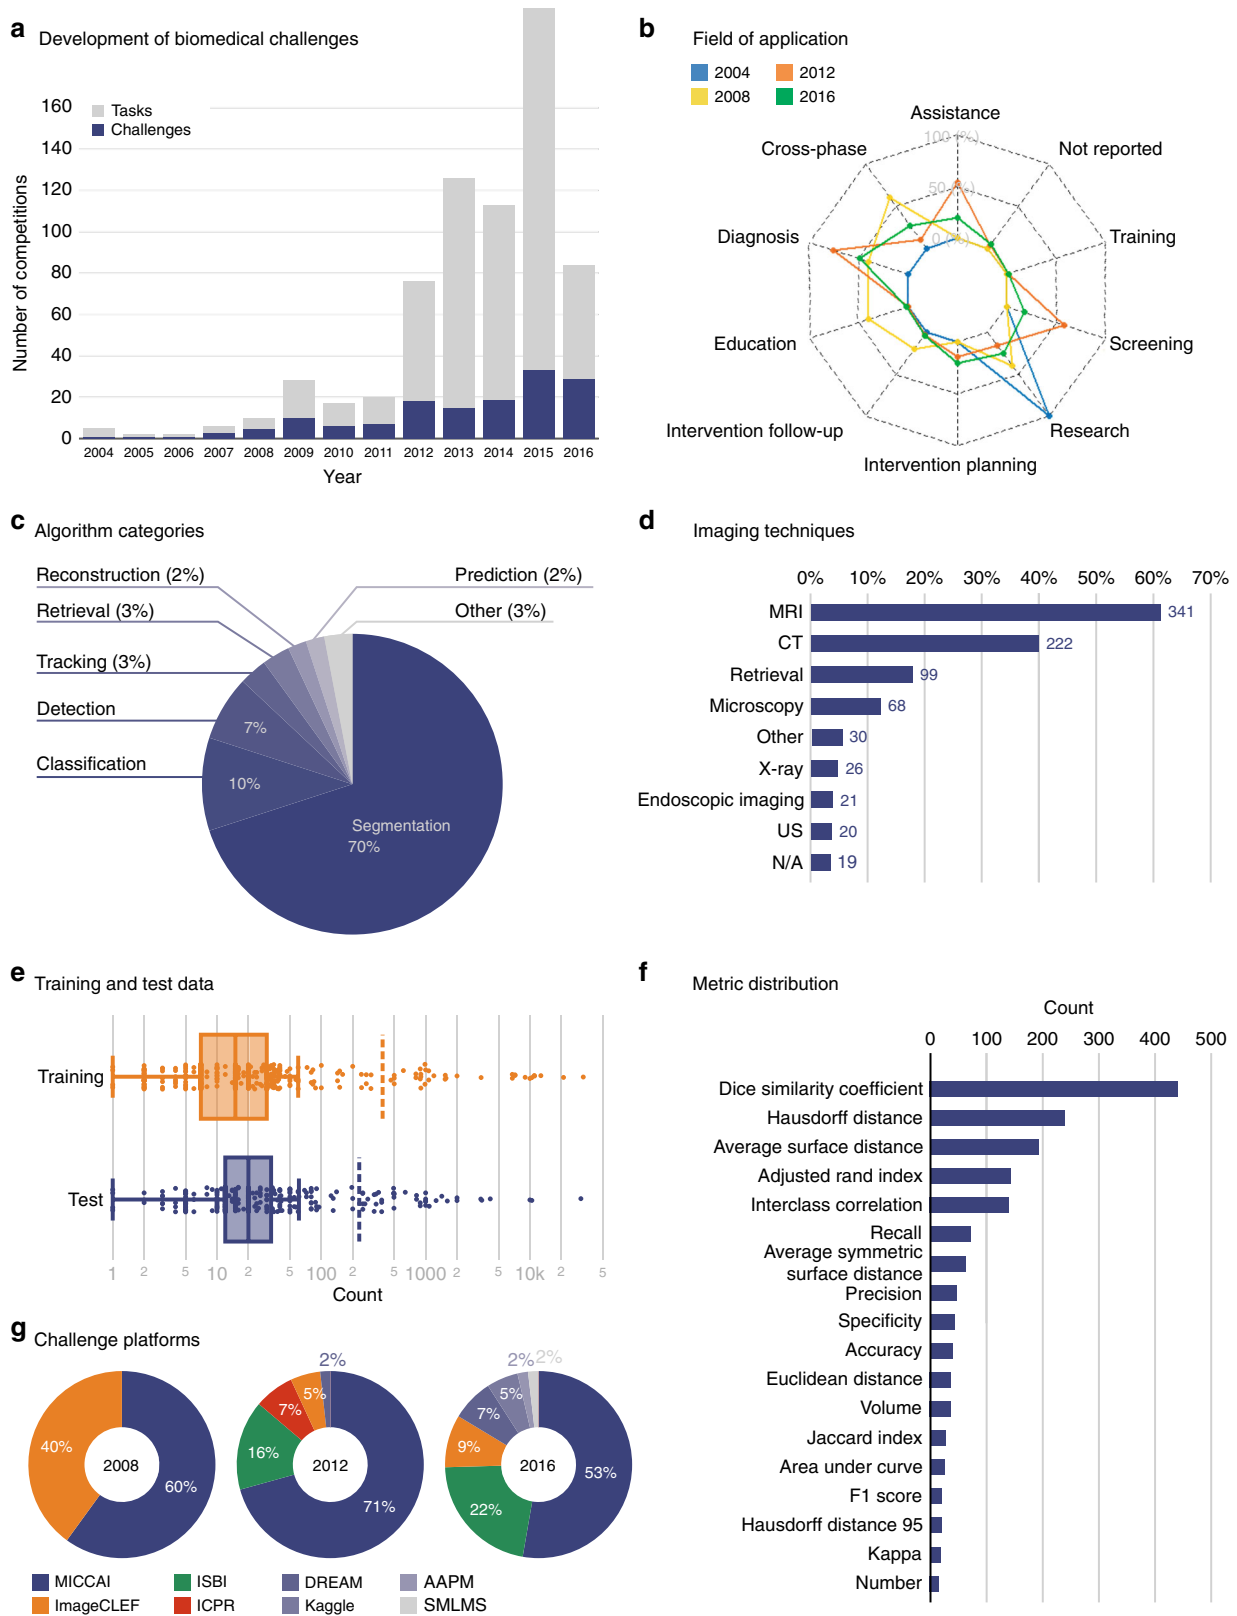 a Development of biomedical challenges
160
140
120
100
80
60
40
20
0
Number of competitions
Tasks
Challenges
2004 2005 2006 2007 2008 2009 2010 2011 2012 2013 2014 2015 2016
Year
b Field of application
2004 2012
2008 2016
Assistance
100 (%)
Cross-phase Not reported
50 (%)
Diagnosis 0 (%) Training
Education Screening
Intervention follow-up Research
Intervention planning
c Algorithm categories
Reconstruction (2%) Prediction (2%)
Retrieval (3%) Other (3%)
Tracking (3%)
Detection
7%
Classification
10%
Segmentation
70%
d Imaging techniques
0% 10% 20% 30% 40% 50% 60% 70%
MRI 341
CT 222
Retrieval 99
Microscopy 68
Other 30
X-ray 26
Endoscopic imaging 21
US 20
N/A 19
e Training and test data
Training
Test
1 2 5 10 2 5 100 2 5 1000 2 5 10k 2 5
Count
f Metric distribution
Count
0 100 200 300 400 500
Dice similarity coefficient
Hausdorff distance
Average surface distance
Adjusted rand index
Interclass correlation
Recall
Average symmetric
surface distance
Precision
Specificity
Accuracy
Euclidean distance
Volume
Jaccard index
Area under curve
F1 score
Hausdorff distance 95
Kappa
Number
g Challenge platforms
40%
2008
60%
2%
5%
7%
16%
2012
71%
2% 2%
5%
7%
9%
2016
53%
22%
MICCAI ISBI DREAM AAPM
ImageCLEF ICPR Kaggle SMLMS